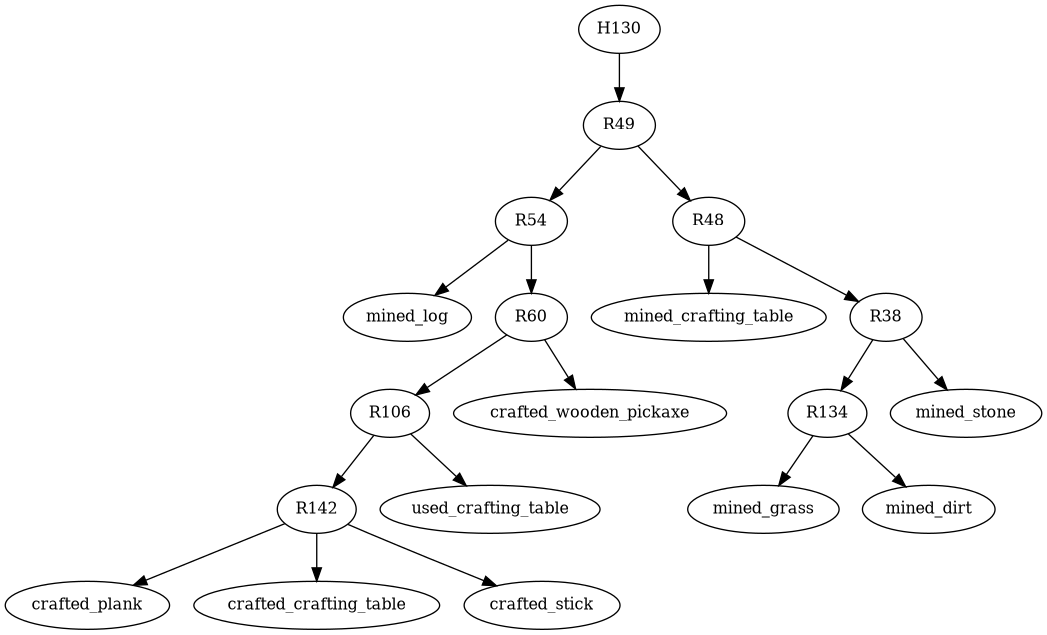 H130
R49
R54
R48
mined_log
R60
mined_crafting_table
R38
R106
crafted_wooden_pickaxe
R134
mined_stone
R142
used_crafting_table
mined_grass
mined_dirt
crafted_plank
crafted_crafting_table
crafted_stick